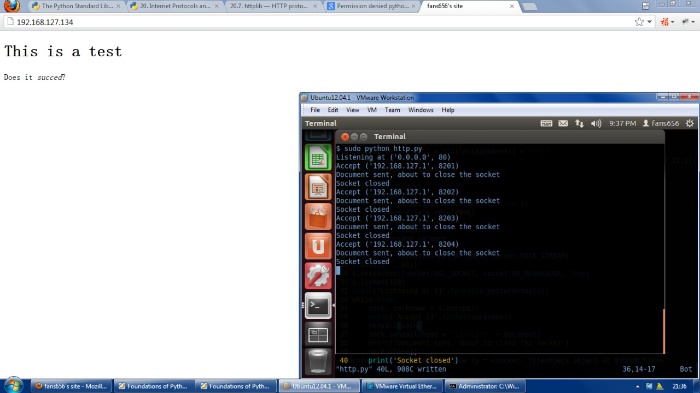 The Python Standard Lib...
20. Internet Protocols an...
20.7. httplib — HTTP proto...
Permission denied pytho...
fans656's site
192.168.127.134
This is a test
Does it succed?
Ubuntu12.04.1 - VMware Workstation
File Edit View VM Team Windows Help
Terminal
9:37 PM
fans656
Terminal
$ sudo python http.py
Listening at ('0.0.0.0', 80)
Accept ('192.168.127.1', 8201)
Document sent, about to close the socket
Socket closed
Accept ('192.168.127.1', 8202)
Document sent, about to close the socket
Socket closed
Accept ('192.168.127.1', 8203)
Document sent, about to close the socket
Socket closed
Accept ('192.168.127.1', 8204)
Document sent, about to close the socket
Socket closed
40 print('Socket closed')
"http.py" 40L, 908C written 36,14-17 Bot
fans656's site - Mozill...
Foundations of Pyth...
Foundations of Pyth...
Ubuntu12.04.1 - VM...
VMware Virtual Ether...
Administrator: C:\Wi...
21:36